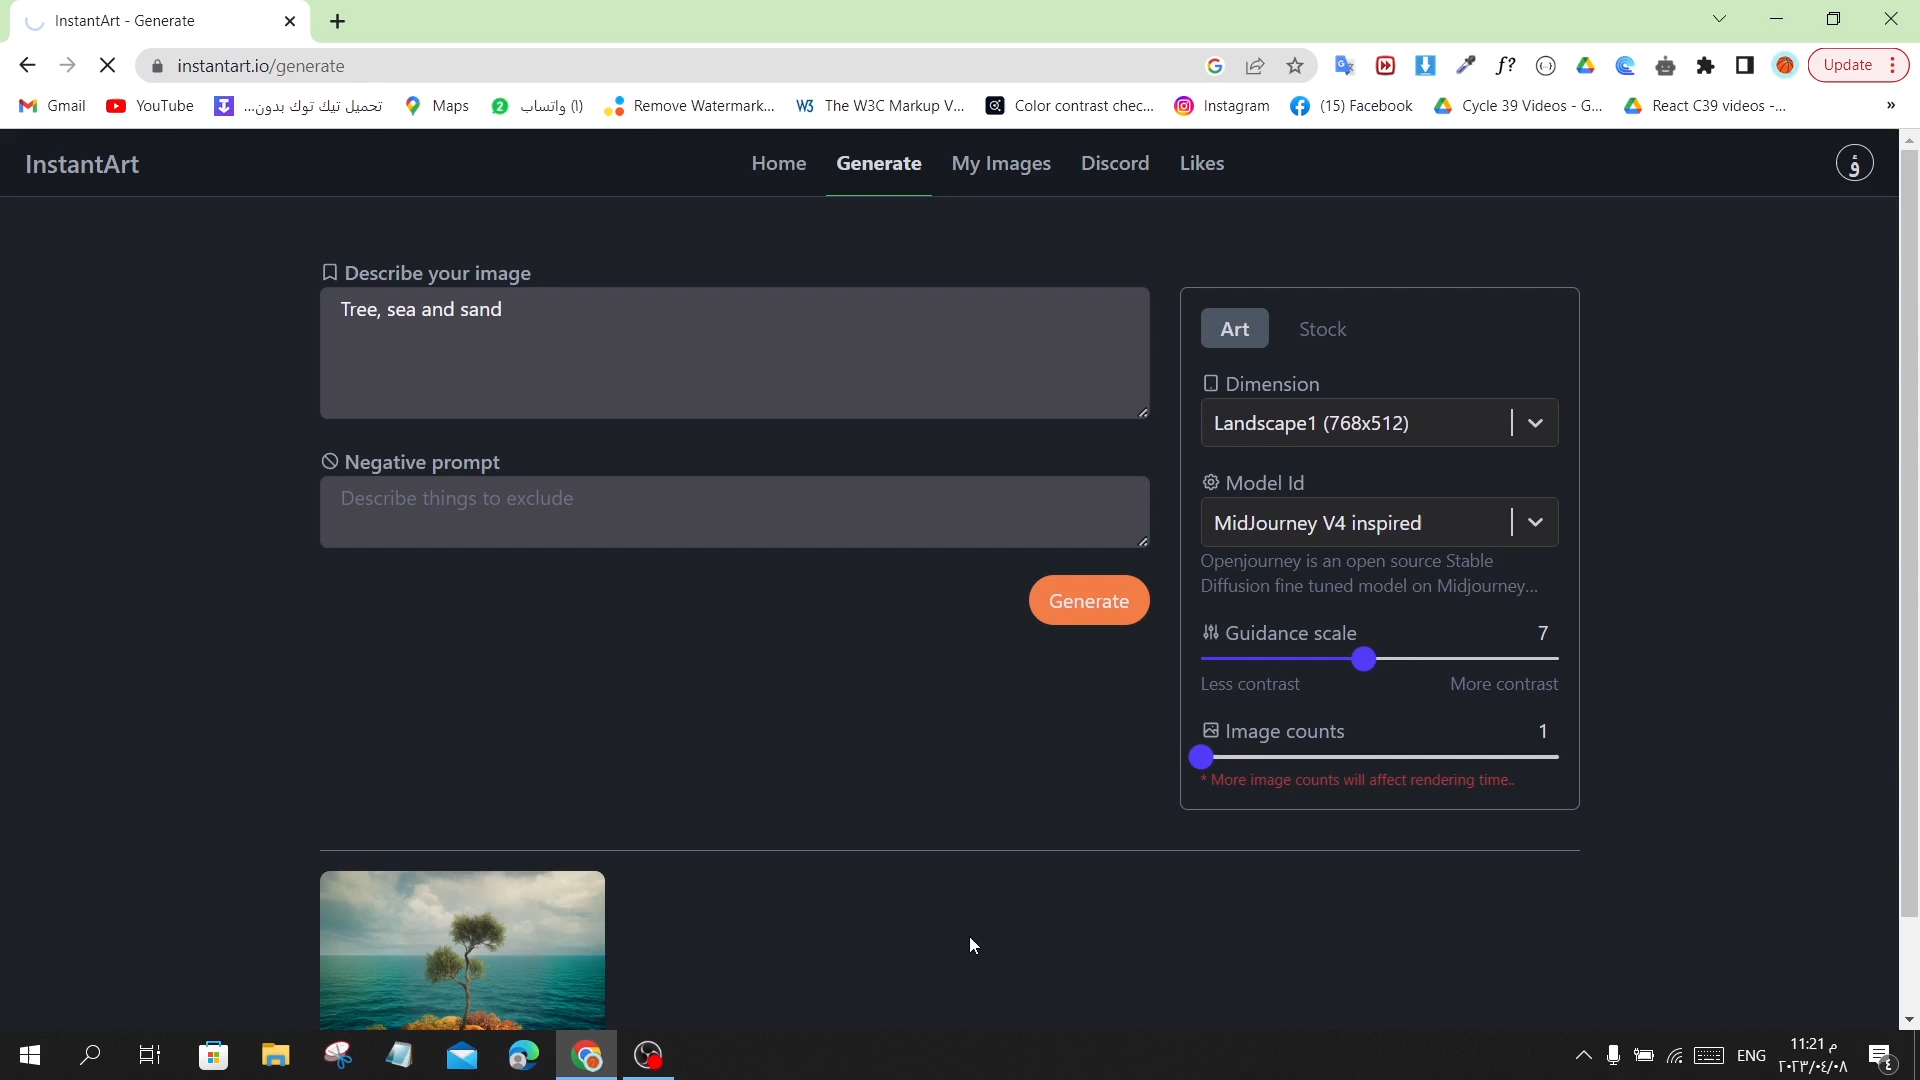 InstantArt - Generate
instantart.io/generate
Update
Gmail
YouTube
تحميل تيك توك بدون...
Maps
(1) واتساب
Remove Watermark...
The W3C Markup V...
Color contrast chec...
Instagram
(15) Facebook
Cycle 39 Videos - G...
React C39 videos -...
»
InstantArt
Home
Generate
My Images
Discord
Likes
ؤ
Describe your image
Tree, sea and sand
Negative prompt
Describe things to exclude
Generate
Art
Stock
Dimension
Landscape1 (768x512)
Model Id
MidJourney V4 inspired
Openjourney is an open source Stable
Diffusion fine tuned model on Midjourney...
Guidance scale
7
Less contrast
More contrast
Image counts
1
* More image counts will affect rendering time..
ENG
11:21 م
٢٠٢٣/٠٤/٠٨
٤